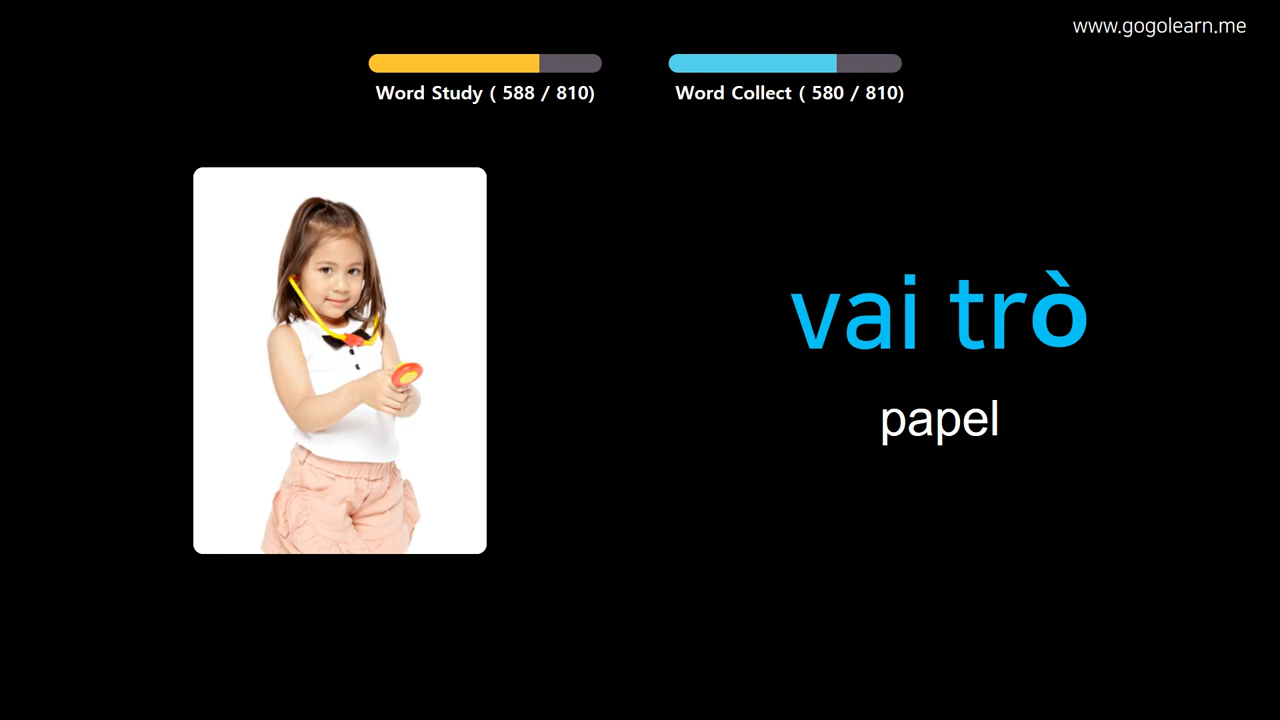 www.gogolearn.me
Word Study ( 588 / 810)
Word Collect ( 580 / 810)
vai trò
papel